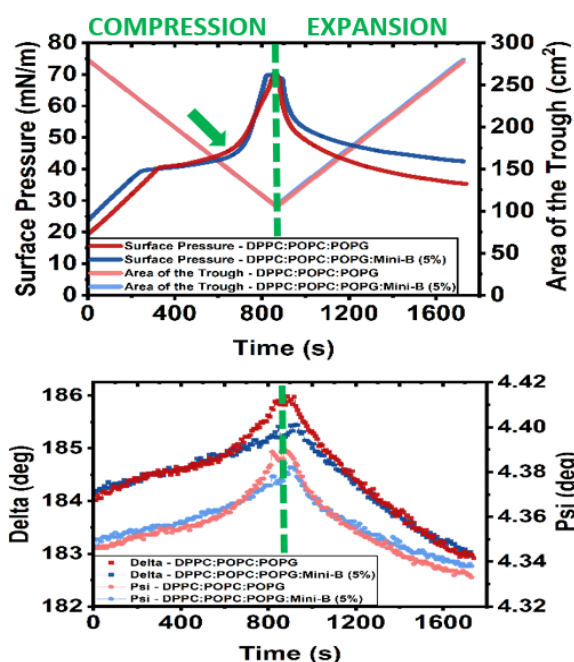 COMPRESSION EXPANSION
Surface Pressure (mN/m)
80
70
60
50
40
30
20
10
0
300
250
200
150
100
50
0
Area of the Trough (cm²)
Surface Pressure - DPPC:POPC:POPG
Surface Pressure - DPPC:POPC:POPG:Mini-B (5%)
Area of the Trough - DPPC:POPC:POPG
Area of the Trough - DPPC:POPC:POPG:Mini-B (5%)
0 400 800 1200 1600
Time (s)
Delta (deg)
186
185
184
183
182
4.42
4.40
4.38
4.36
4.34
4.32
Psi (deg)
Delta - DPPC:POPC:POPG
Delta - DPPC:POPC:POPG:Mini-B (5%)
Psi - DPPC:POPC:POPG
Psi - DPPC:POPC:POPG:Mini-B (5%)
0 400 800 1200 1600
Time (s)